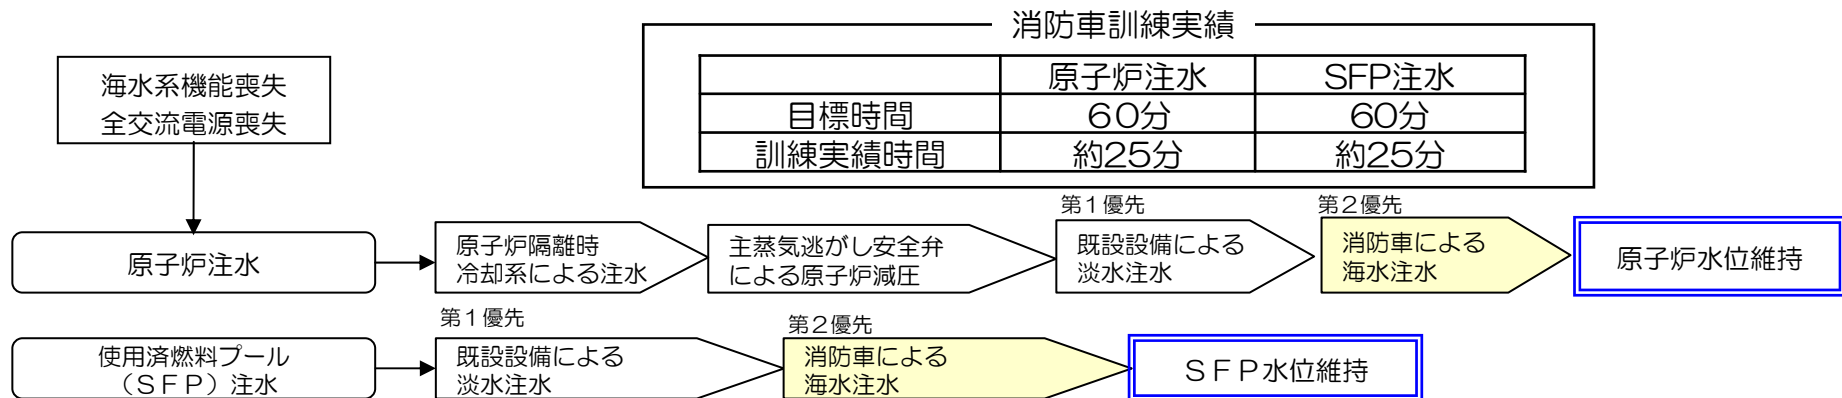 消防車訓練実績
原子炉注水 SFP注水
目標時間 60分 60分
訓練実績時間 約25分 約25分
海水系機能喪失
全交流電源喪失
原子炉注水
原子炉隔離時
冷却系による注水
主蒸気逃がし安全弁
による原子炉減圧
第１優先
既設設備による
淡水注水
第２優先
消防車による
海水注水
原子炉水位維持
使用済燃料プール
（ＳＦＰ）注水
第１優先
既設設備による
淡水注水
第２優先
消防車による
海水注水
ＳＦＰ水位維持